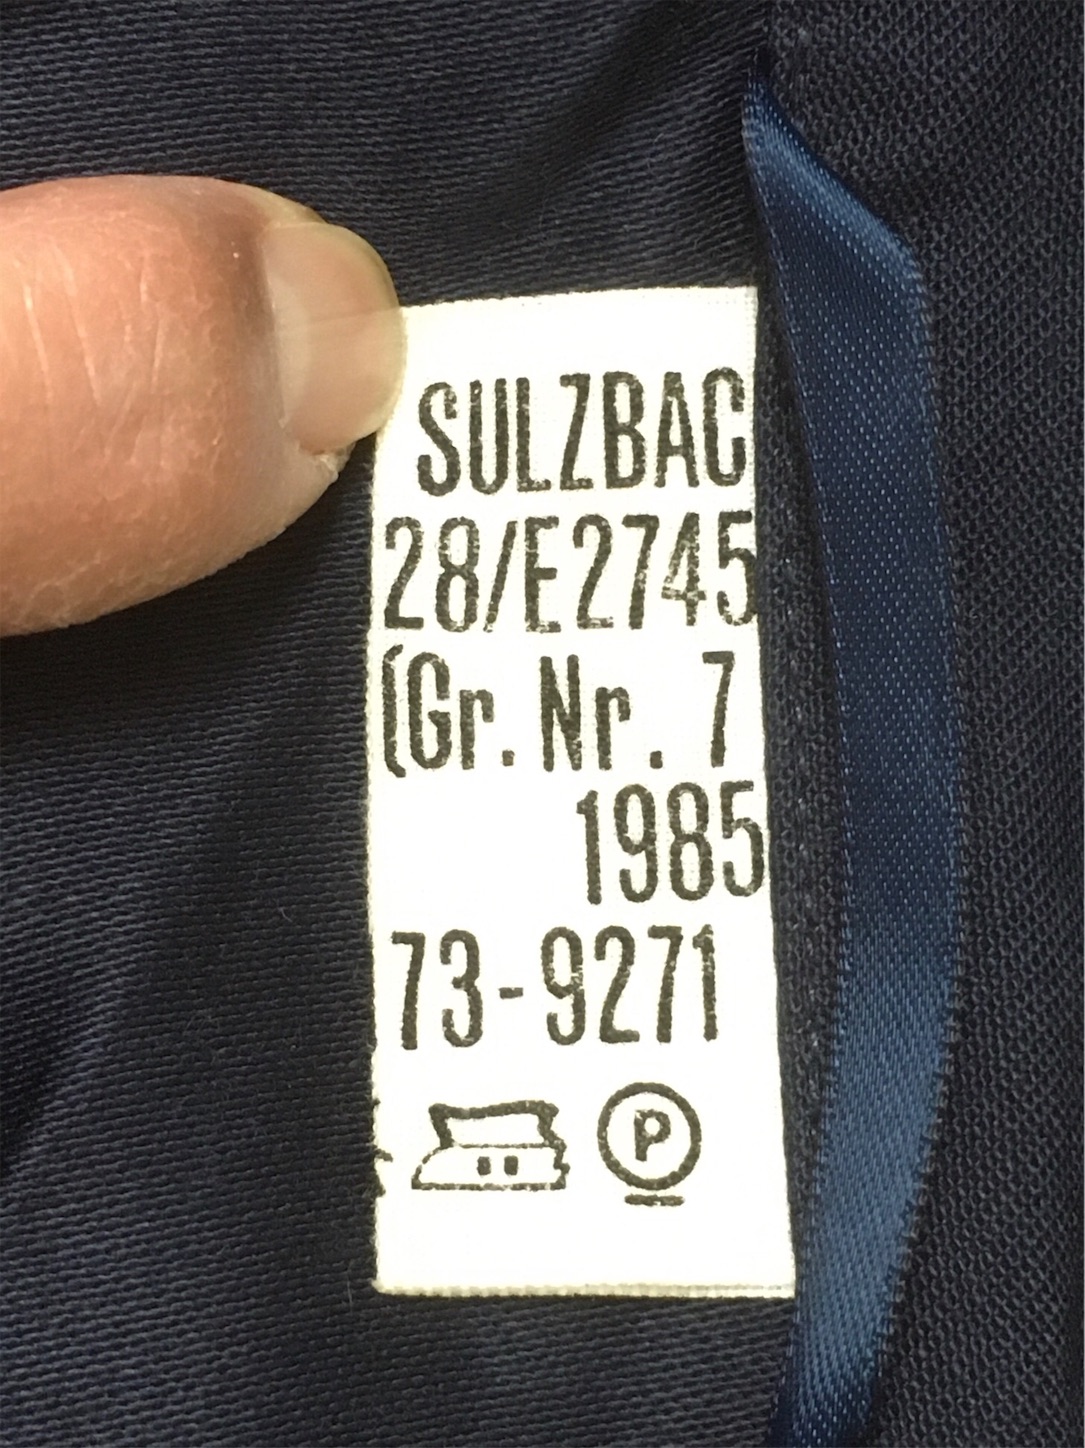 SULZBAC
28/E2745
(Gr. Nr. 7
1985
73-9271
P